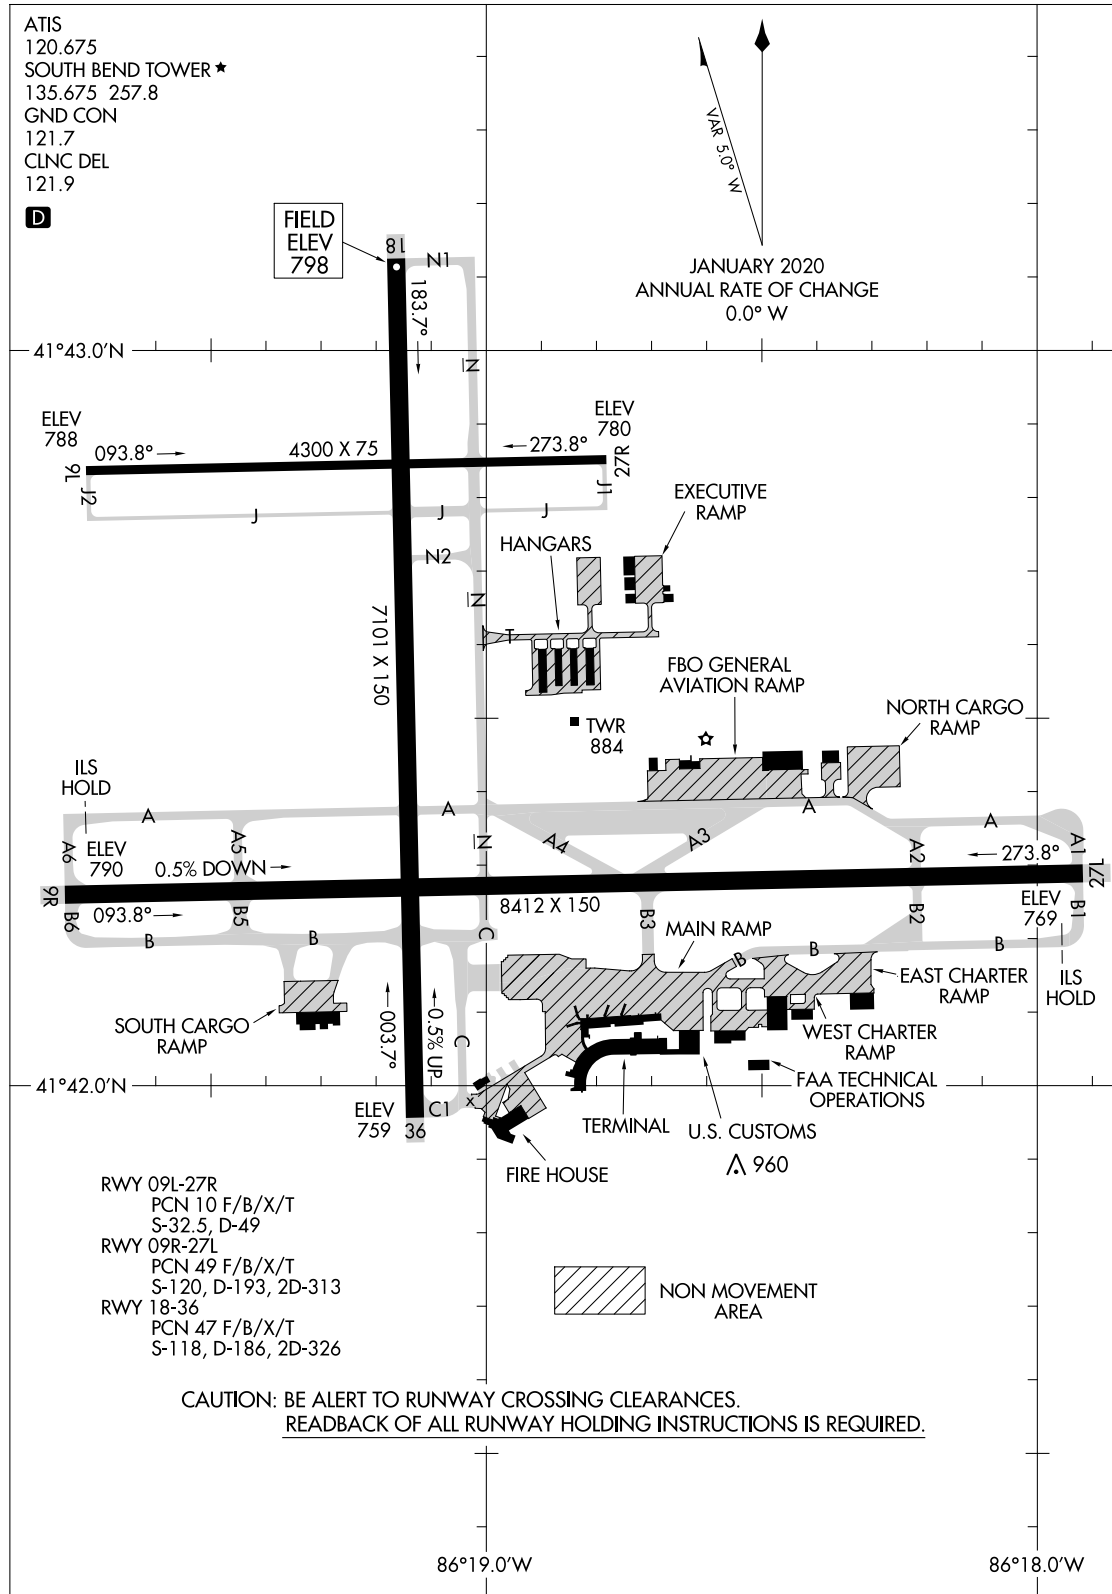 ATIS
120.675
SOUTH BEND TOWER ★
135.675 257.8
GND CON
121.7
CLNC DEL
121.9
D
VAR 5.0° W
JANUARY 2020
ANNUAL RATE OF CHANGE
0.0° W
FIELD
ELEV
798
18
N1
183.7°
41°43.0'N
N
ELEV
788
093.8°
4300 X 75
273.8°
ELEV
780
9L
27R
J2
J
J
J
J1
EXECUTIVE
RAMP
HANGARS
N2
N
T
7101 X 150
FBO GENERAL
AVIATION RAMP
NORTH CARGO
RAMP
TWR
884
ILS
HOLD
A
A
A
A
A6
A5
N
A4
A3
A2
A1
ELEV
790
0.5% DOWN
273.8°
9R
27L
093.8°
8412 X 150
ELEV
769
B6
B5
B3
B2
B1
B
B
C
MAIN RAMP
B
B
B
EAST CHARTER
RAMP
ILS
HOLD
SOUTH CARGO
RAMP
003.7°
0.5% UP
C
WEST CHARTER
RAMP
41°42.0'N
FAA TECHNICAL
OPERATIONS
ELEV
759
36
C1
x
TERMINAL
U.S. CUSTOMS
960
FIRE HOUSE
RWY 09L-27R
PCN 10 F/B/X/T
S-32.5, D-49
RWY 09R-27L
PCN 49 F/B/X/T
S-120, D-193, 2D-313
RWY 18-36
PCN 47 F/B/X/T
S-118, D-186, 2D-326
NON MOVEMENT
AREA
CAUTION: BE ALERT TO RUNWAY CROSSING CLEARANCES.
READBACK OF ALL RUNWAY HOLDING INSTRUCTIONS IS REQUIRED.
86°19.0'W
86°18.0'W